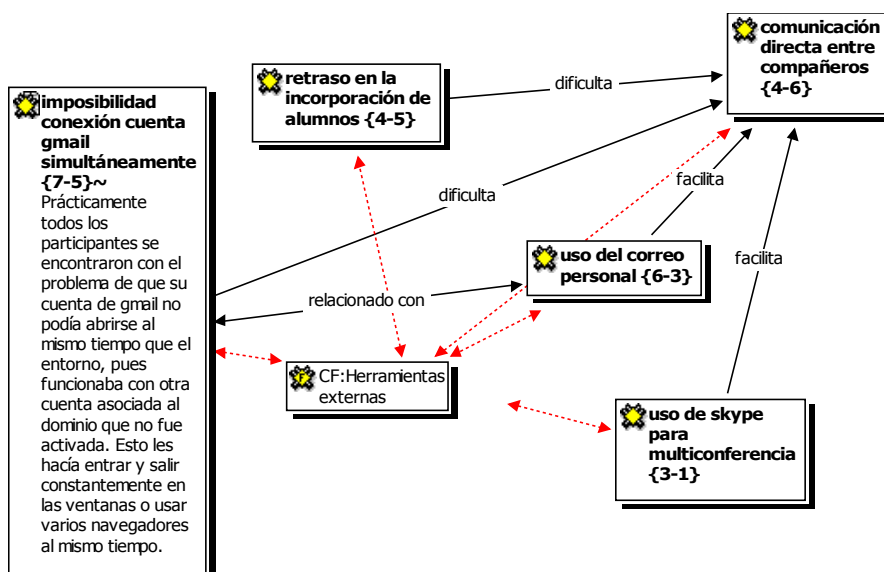 imposibilidad
conexión cuenta
gmail
simultáneamente
{7-5}~
Prácticamente
todos los
participantes se
encontraron con el
problema de que su
cuenta de gmail no
podía abrirse al
mismo tiempo que el
entorno, pues
funcionaba con otra
cuenta asociada al
dominio que no fue
activada. Esto les
hacía entrar y salir
constantemente en
las ventanas o usar
varios navegadores
al mismo tiempo.
retraso en la
incorporación de
alumnos {4-5}
dificulta
comunicación
directa entre
compañeros
{4-6}
dificulta
facilita
facilita
uso del correo
personal {6-3}
relacionado con
F
CF:Herramientas
externas
uso de skype
para
multiconferencia
{3-1}